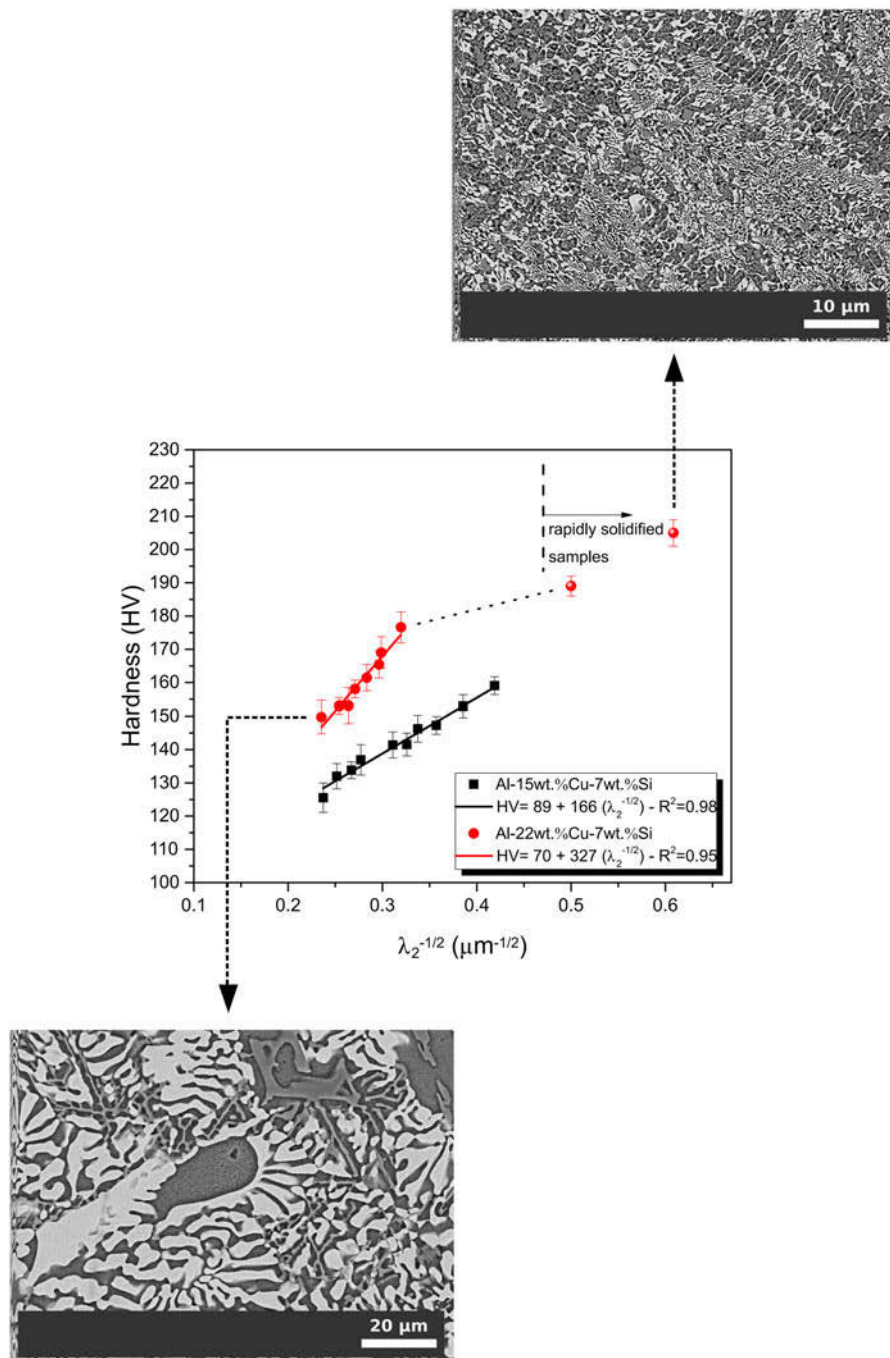 10 μm
230
220
210
200
190
180
170
160
150
140
130
120
110
100
Hardness (HV)
rapidly solidified
samples
Al-15wt.%Cu-7wt.%Si
HV= 89 + 166 (λ₂⁻¹/²) - R²=0.98
Al-22wt.%Cu-7wt.%Si
HV= 70 + 327 (λ₂⁻¹/²) - R²=0.95
0.1 0.2 0.3 0.4 0.5 0.6
λ₂⁻¹/² (μm⁻¹/²)
20 μm